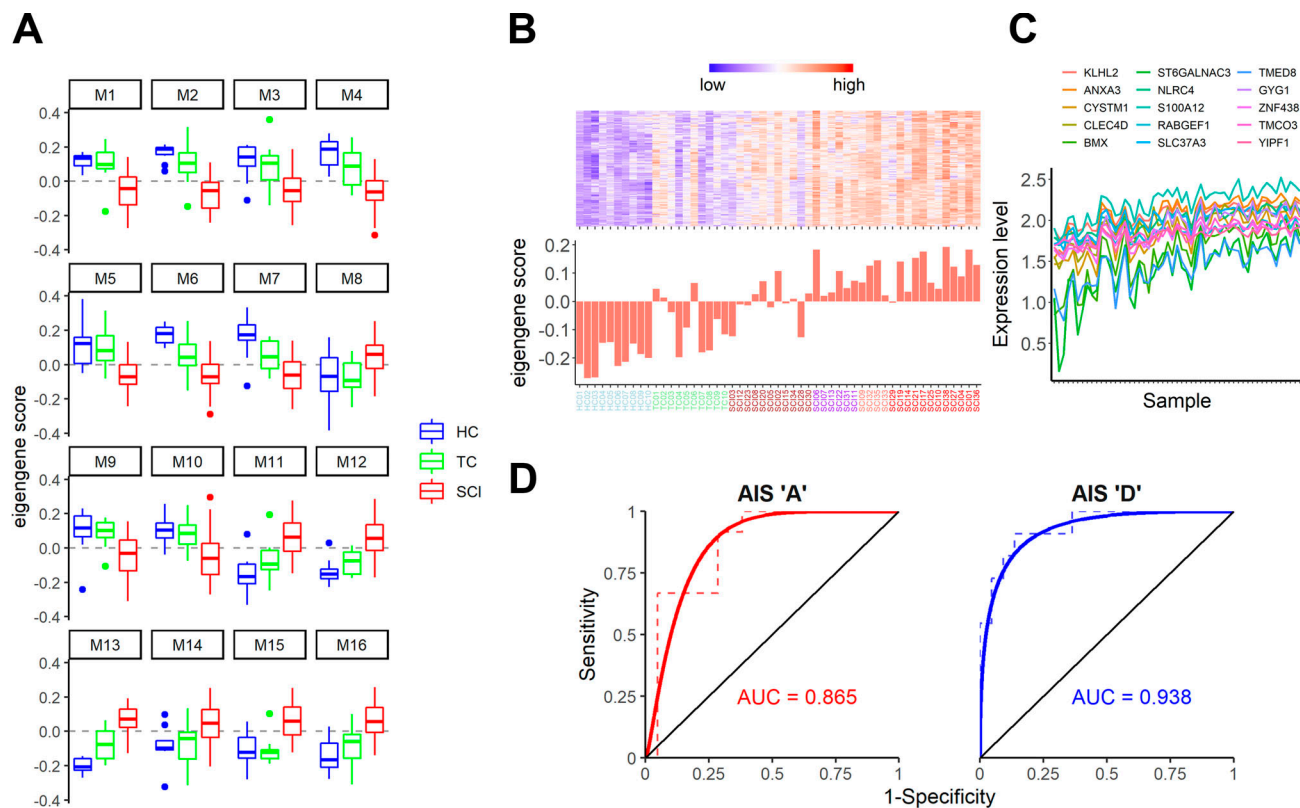 A
M1 M2 M3 M4
0.4
0.2
0.0
-0.2
-0.4
M5 M6 M7 M8
0.4
0.2
0.0
-0.2
-0.4
M9 M10 M11 M12
0.4
0.2
0.0
-0.2
-0.4
M13 M14 M15 M16
0.4
0.2
0.0
-0.2
-0.4
eigengene score
HC
TC
SCI
B
low high
0.2
0.1
0.0
-0.1
-0.2
eigengene score
C
KLHL2 ST6GALNAC3 TMED8
ANXA3 NLRC4 GYG1
CYSTM1 S100A12 ZNF438
CLEC4D RABGEF1 TMCO3
BMX SLC37A3 YIPF1
2.5
2.0
1.5
1.0
0.5
Expression level
Sample
D
AIS 'A' AIS 'D'
1
0.75
0.5
0.25
0
Sensitivity
AUC = 0.865 AUC = 0.938
0 0.25 0.5 0.75 1 0 0.25 0.5 0.75 1
1-Specificity